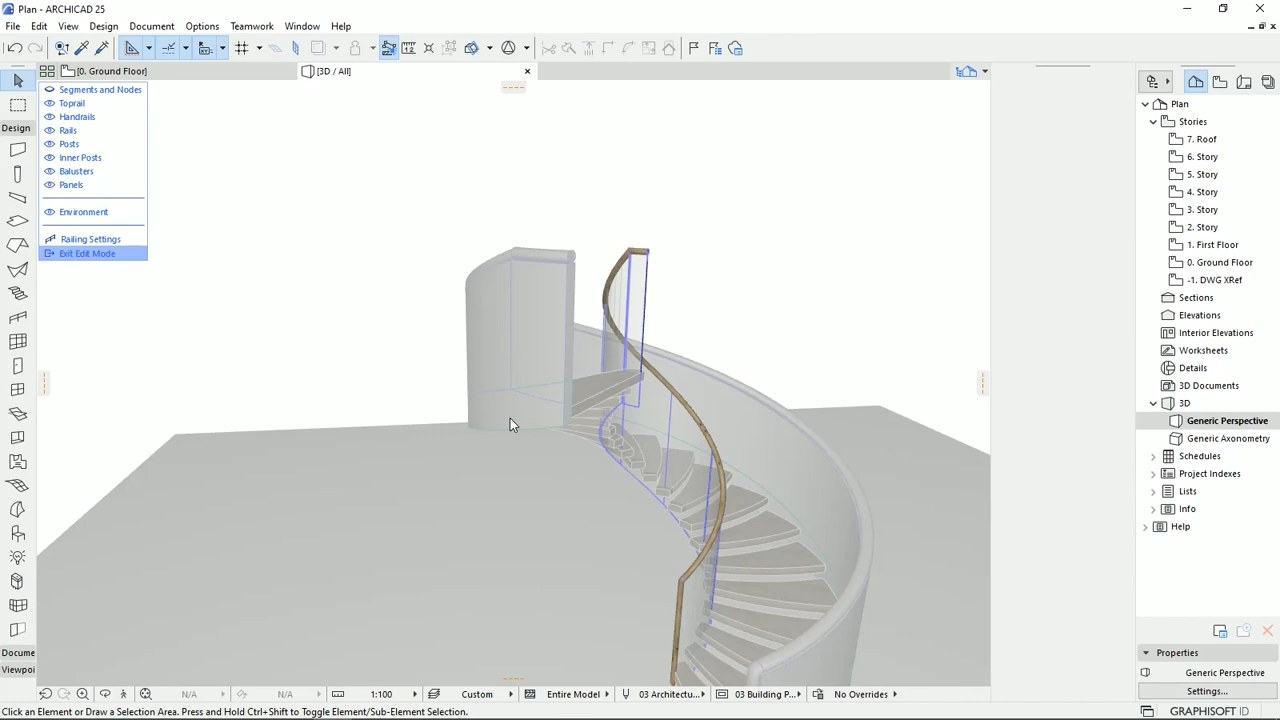 Plan - ARCHICAD 25
File Edit View Design Document Options Teamwork Window Help
[0. Ground Floor]
[3D / All]
Segments and Nodes
Toprail
Handrails
Rails
Posts
Inner Posts
Balusters
Panels
Environment
Railing Settings
Exit Edit Mode
Design
Docume
Viewpoi
Plan
Stories
7. Roof
6. Story
5. Story
4. Story
3. Story
2. Story
1. First Floor
0. Ground Floor
-1. DWG XRef
Sections
Elevations
Interior Elevations
Worksheets
Details
3D Documents
3D
Generic Perspective
Generic Axonometry
Schedules
Project Indexes
Lists
Info
Help
Properties
Generic Perspective
Settings...
N/A N/A 1:100 Custom Entire Model 03 Architectu... 03 Building P... No Overrides
Click an Element or Draw a Selection Area. Press and Hold Ctrl+Shift to Toggle Element/Sub-Element Selection.
GRAPHISOFT ID